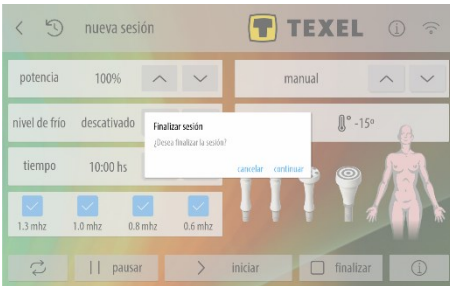 nueva sesión TEXEL
potencia 100% manual
nivel de frío descativado -15º
Finalizar sesión
¿Desea finalizar la sesión?
cancelar continuar
tiempo 10:00 hs
1.3 mhz 1.0 mhz 0.8 mhz 0.6 mhz
pausar iniciar finalizar